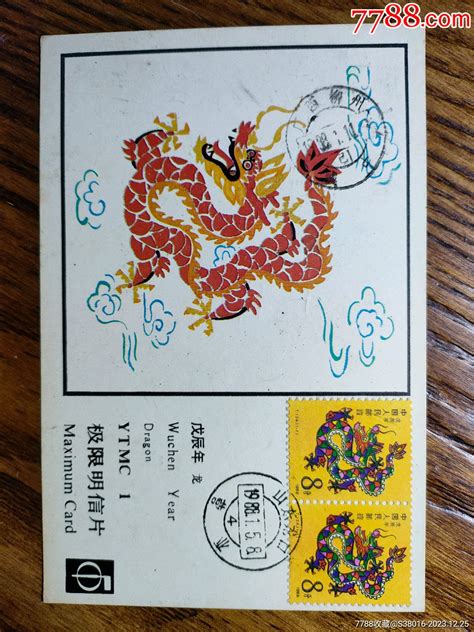 7788.com
戊辰年 龙
Wuchen Year
Dragon
YTMC 1
极限明信片
Maximum Card
1988.1.5.8
4
中国人民邮政
8分
中国人民邮政
8分
7788收藏@S38016-2023.12.25